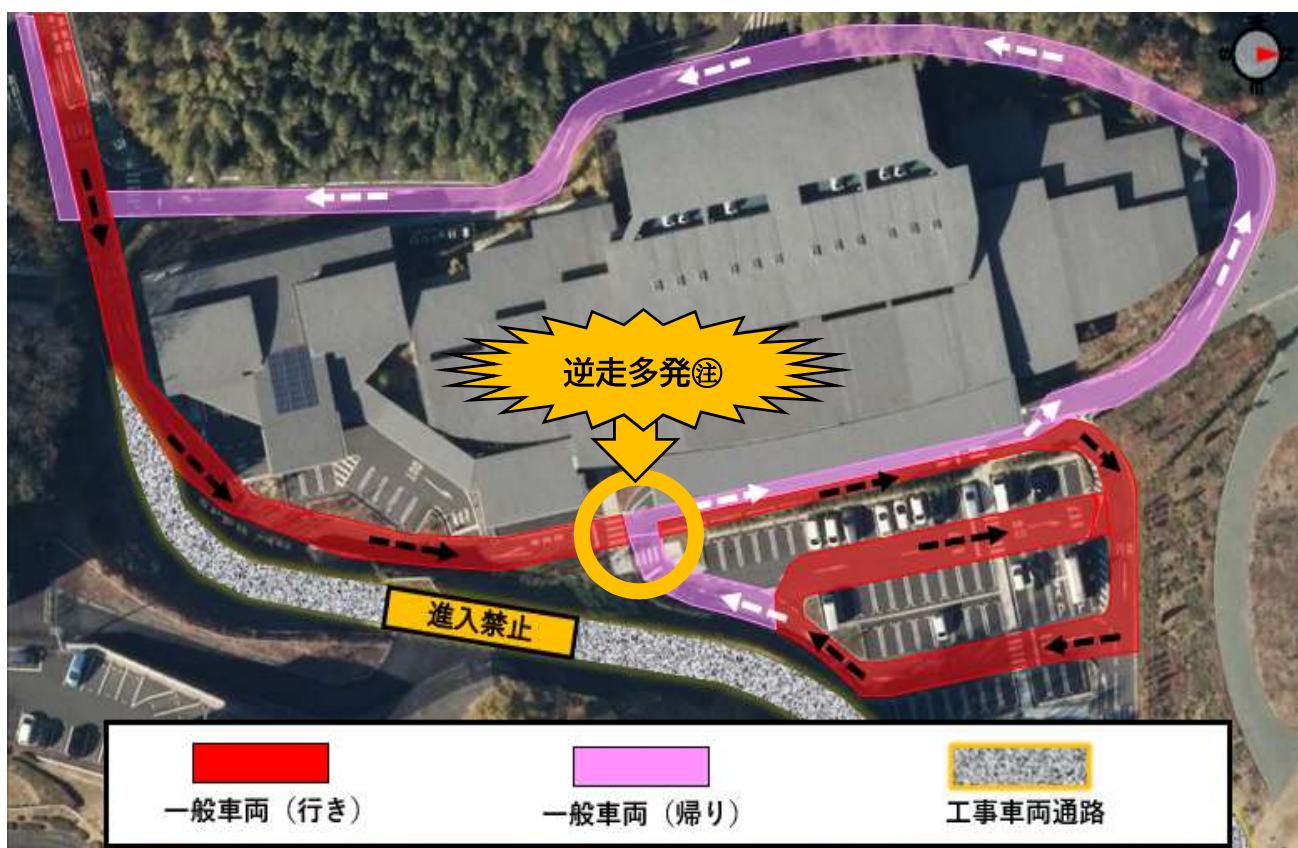 逆走多発㊟
進入禁止
一般車両（行き）
一般車両（帰り）
工事車両通路